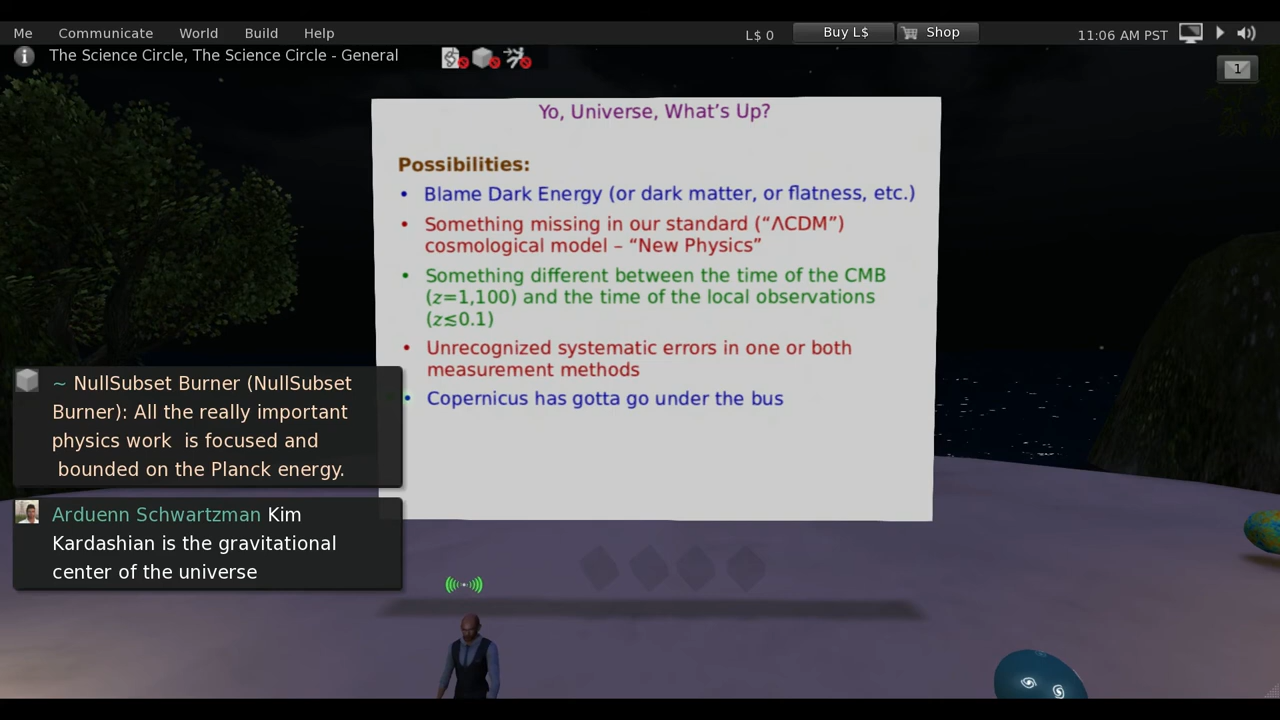 Me Communicate World Build Help L$ 0 Buy L$ Shop 11:06 AM PST
The Science Circle, The Science Circle - General
1
Yo, Universe, What's Up?
Possibilities:
• Blame Dark Energy (or dark matter, or flatness, etc.)
• Something missing in our standard (“ΛCDM”)
cosmological model – “New Physics”
• Something different between the time of the CMB
(z=1,100) and the time of the local observations
(z≲0.1)
• Unrecognized systematic errors in one or both
measurement methods
• Copernicus has gotta go under the bus
~ NullSubset Burner (NullSubset
Burner): All the really important
physics work  is focused and
bounded on the Planck energy.
Arduenn Schwartzman Kim
Kardashian is the gravitational
center of the universe